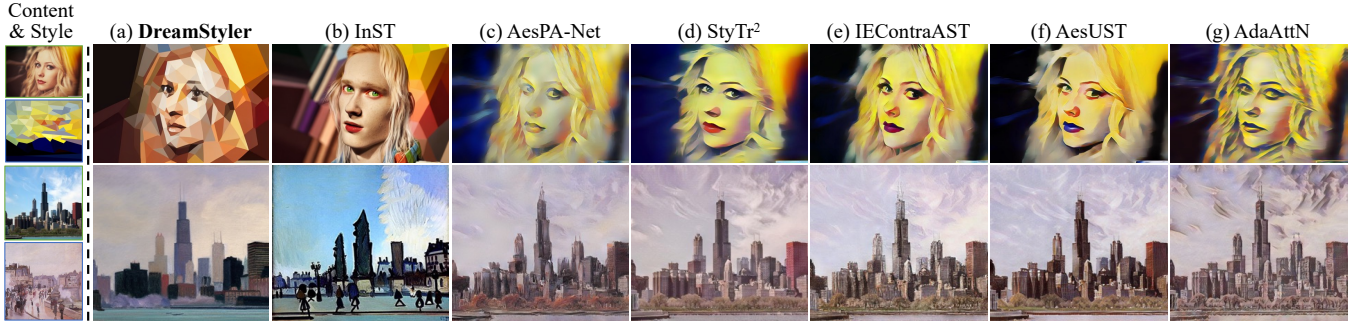 Content
& Style
(a) DreamStyler
(b) InST
(c) AesPA-Net
(d) StyTr²
(e) IEContraAST
(f) AesUST
(g) AdaAttN